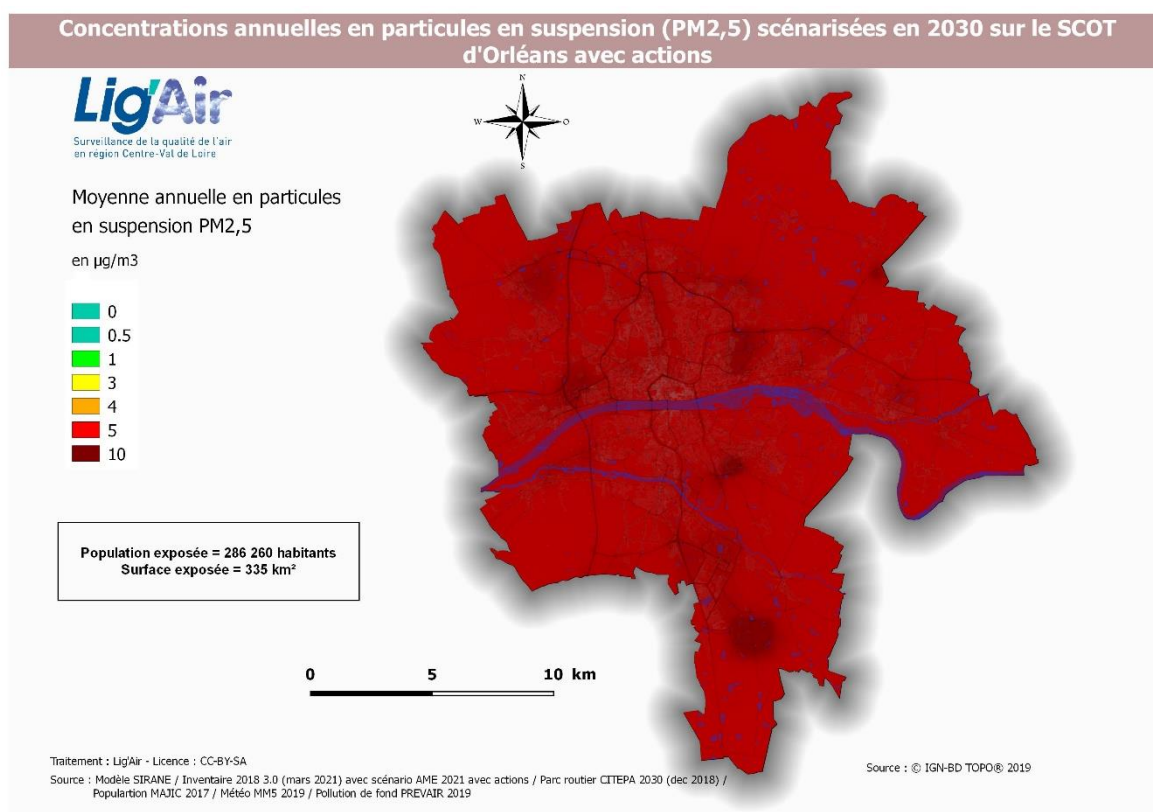 Concentrations annuelles en particules en suspension (PM2,5) scénarisées en 2030 sur le SCOT
d'Orléans avec actions
Lig'Air
Surveillance de la qualité de l'air
en région Centre-Val de Loire
N
W
O
S
Moyenne annuelle en particules
en suspension PM2,5
en µg/m3
0
0.5
1
3
4
5
10
Population exposée = 286 260 habitants
Surface exposée = 335 km²
0 5 10 km
Traitement : Lig'Air - Licence : CC-BY-SA
Source : Modèle SIRANE / Inventaire 2018 3.0 (mars 2021) avec scénario AME 2021 avec actions / Parc routier CITEPA 2030 (dec 2018) /
Populartion MAJIC 2017 / Météo MM5 2019 / Pollution de fond PREVAIR 2019
Source : © IGN-BD TOPO® 2019